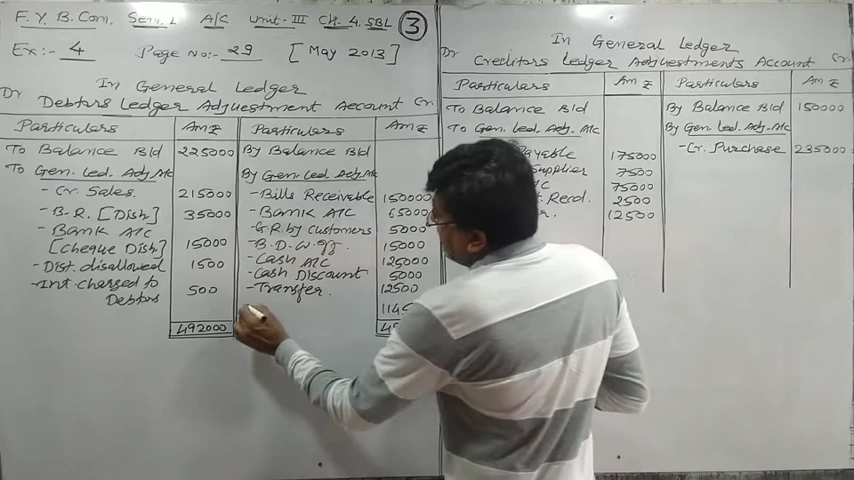 F.Y.B.Com. Sem.I A/C Unit-III Ch.4.SBL 3
Ex:- 4 Page No:- 29 [May 2013]
In General Ledger
Dr Debtors Ledger Adjustment Account Cr.
Particulars Am ₹ Particulars Am ₹
To Balance B/d 225000 By Balance B/d
To Gen. Led. Adj A/c By Gen. Led. Adj A/c
- Cr. Sales. 215000 - Bills Receivable 150000
- B.R. [Dish] 35000 - Bank A/C 65000
- Bank A/C G.R. by Customers 5000
[Cheque Dish] 15000 - B.D. W. off. 15000
- Dist. disallowed 1500 - Cash A/C 125000
- Int. charged to - Cash Discount 5000
Debtors 500 - Transfer. 12500
492000
In General Ledger
Dr Creditors Ledger Adjustments Account Cr
Particulars Am ₹ Particulars Am ₹
To Balance B/d By Balance B/d 150000
To Gen. Led. Adj. A/c By Gen. Led. Adj. A/c
Payable 175000 - Cr. Purchase 235000
Supplier 7500
75000
Recd. 2500
12500